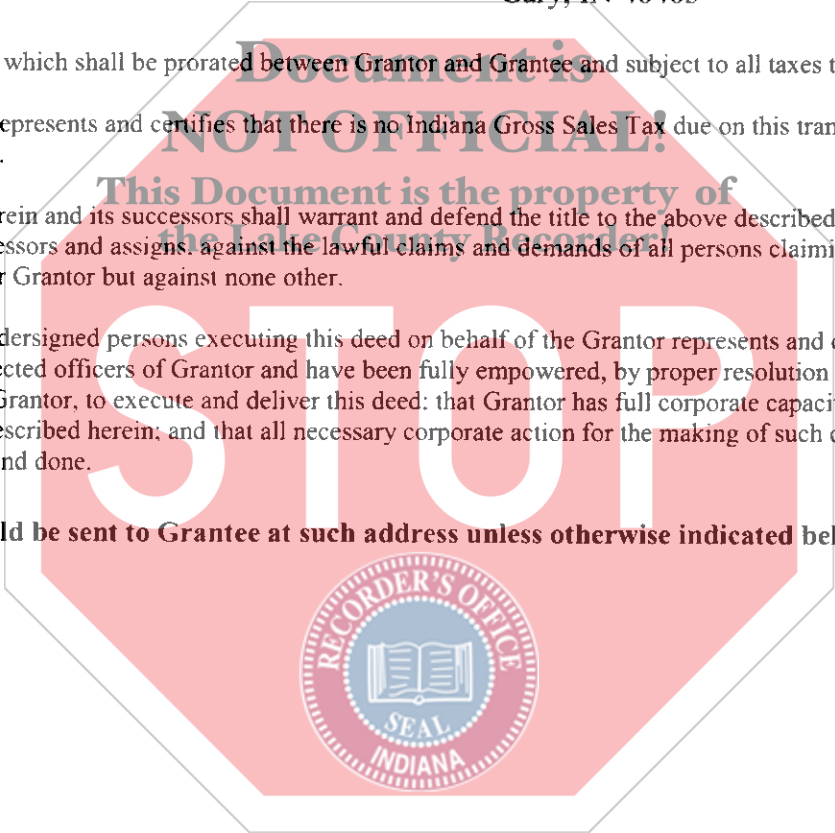 which shall be prorated between Grantor and Grantee and subject to all taxes t
Document is
epresents and certifies that there is no Indiana Gross Sales Tax due on this tran
NOT OFFICIAL!
.
This Document is the property of
rein and its successors shall warrant and defend the title to the above described
the Lake County Recorder!
essors and assigns, against the lawful claims and demands of all persons claimi
r Grantor but against none other.
STOP
dersigned persons executing this deed on behalf of the Grantor represents and
cted officers of Grantor and have been fully empowered, by proper resolution
Grantor, to execute and deliver this deed: that Grantor has full corporate capaci
escribed herein; and that all necessary corporate action for the making of such
nd done.
ld be sent to Grantee at such address unless otherwise indicated bel
RECORDER'S OFFICE
SEAL
INDIANA